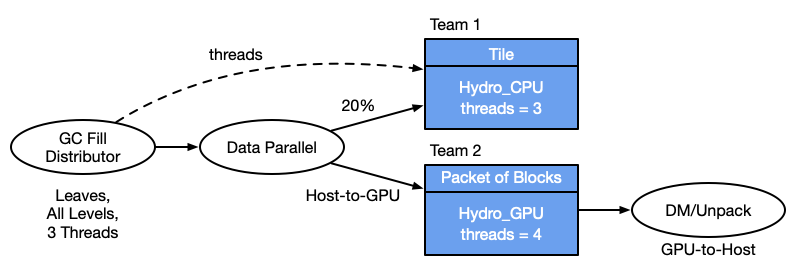 Team 1
threads
Tile
Hydro_CPU
threads = 3
20%
GC Fill
Distributor
Data Parallel
Team 2
Packet of Blocks
Leaves,
All Levels,
3 Threads
Host-to-GPU
Hydro_GPU
threads = 4
DM/Unpack
GPU-to-Host